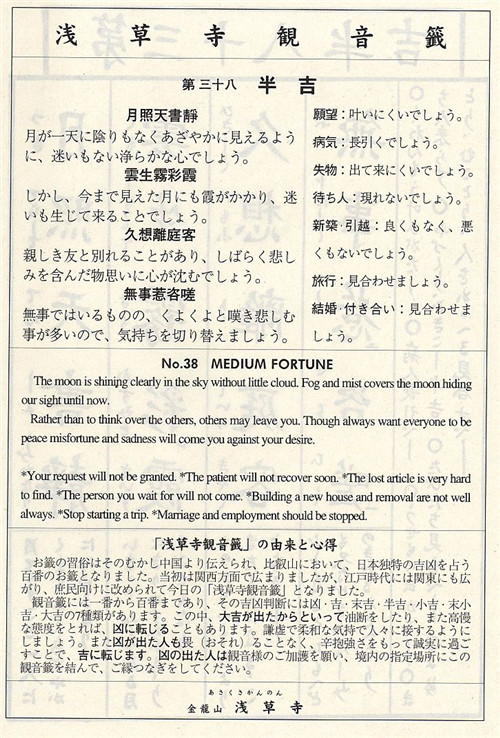 浅草寺観音籤
第三十八 半吉
月照天書靜
月が一天に陰りもなくあざやかに見えるよう
に、迷いもない浄らかな心でしょう。
雲生霧彩霞
しかし、今まで見えた月にも霞がかかり、迷
いも生じて来ることでしょう。
久想離庭客
親しき友と別れることがあり、しばらく悲し
みを含んだ物思いに心が沈むでしょう。
無事惹咨嗟
無事ではいるものの、くよくよと嘆き悲しむ
事が多いので、気持ちを切り替えましょう。
願望：叶いにくいでしょう。
病気：長引くでしょう。
失物：出て来にくいでしょう。
待ち人：現れないでしょう。
新築・引越：良くもなく、悪
くもないでしょう。
旅行：見合わせましょう。
結婚・付き合い：見合わせま
しょう。
No.38 MEDIUM FORTUNE
The moon is shining clearly in the sky without little cloud. Fog and mist covers the moon hiding
our sight until now.
Rather than to think over the others, others may leave you. Though always want everyone to be
peace misfortune and sadness will come you against your desire.
*Your request will not be granted. *The patient will not recover soon. *The lost article is very hard
to find. *The person you wait for will not come. *Building a new house and removal are not well
always. *Stop starting a trip. *Marriage and employment should be stopped.
「浅草寺観音籤」の由来と心得
お籤の習俗はそのむかし中国より伝えられ、比叡山において、日本独特の吉凶を占う
百番のお籤となりました。当初は関西方面で広まりましたが、江戸時代には関東にも広
がり、庶民向けに改められて今日の「浅草寺観音籤」となりました。
観音籤には一番から百番まであり、その吉凶判断には凶・吉・末吉・半吉・小吉・末小
吉・大吉の7種類があります。この中、大吉が出たからといって油断をしたり、また高慢
な態度をとれば、凶に転じることもあります。謙虚で柔和な気持で人々に接するように
しましょう。また凶が出た人も畏（おそれ）ることなく、辛抱強さをもって誠実に過ご
すことで、吉に転じます。凶の出た人は観音様のご加護を願い、境内の指定場所にこの
観音籤を結んで、ご縁つなぎをしてください。
あさくさかんのん
金龍山 浅草寺